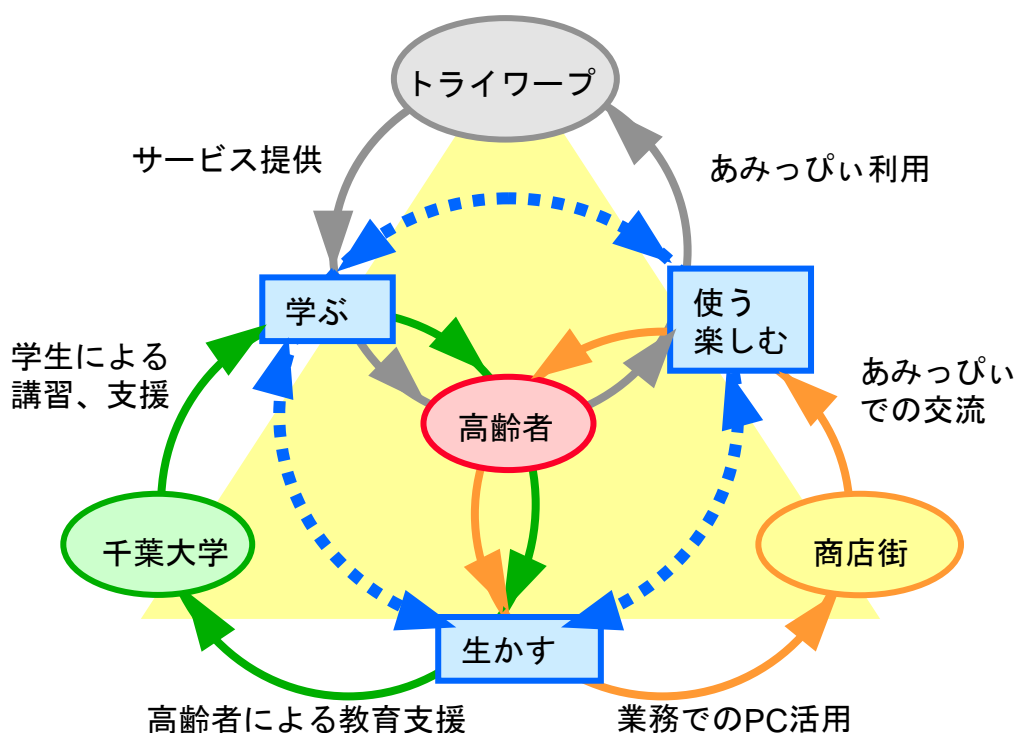 トライワープ
サービス提供
あみっぴぃ利用
学ぶ
使う
楽しむ
学生による
講習、支援
あみっぴぃ
での交流
高齢者
千葉大学
商店街
生かす
高齢者による教育支援
業務でのPC活用